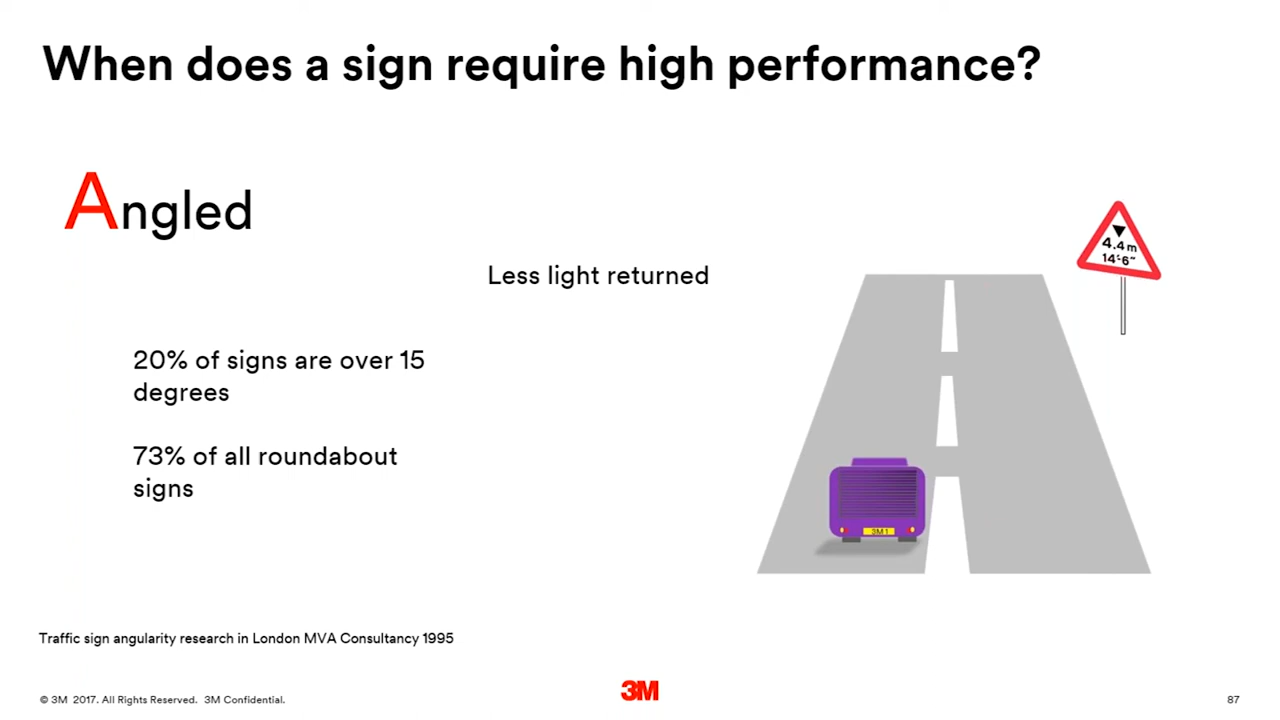 When does a sign require high performance?
Angled
Less light returned
20% of signs are over 15
degrees
73% of all roundabout
signs
4.4 m
14'-6"
3M 1
Traffic sign angularity research in London MVA Consultancy 1995
© 3M 2017. All Rights Reserved. 3M Confidential.
3M
87